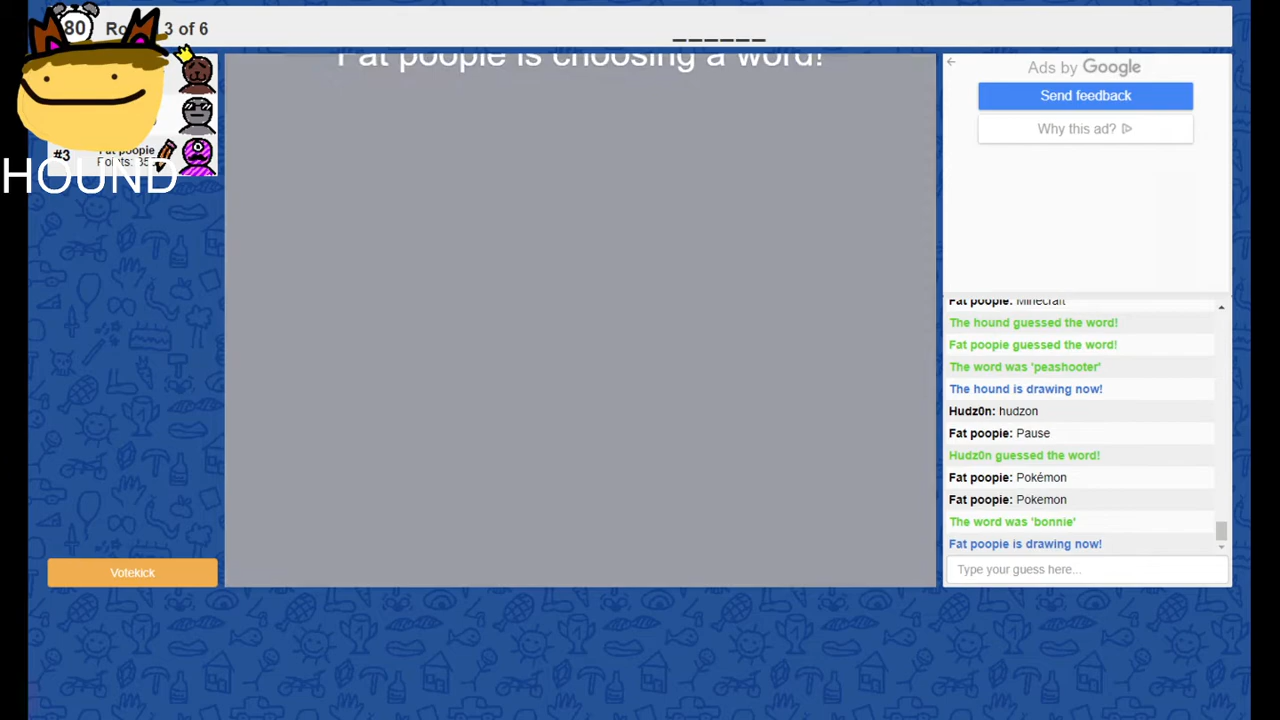 80
3 of 6
______
Fat poopie is choosing a word!
#3
Fat poopie
HOUND
Votekick
Ads by Google
Send feedback
Why this ad?
Fat poopie: Minecraft
The hound guessed the word!
Fat poopie guessed the word!
The word was 'peashooter'
The hound is drawing now!
Hudz0n: hudzon
Fat poopie: Pause
Hudz0n guessed the word!
Fat poopie: Pokémon
Fat poopie: Pokemon
The word was 'bonnie'
Fat poopie is drawing now!
Type your guess here...